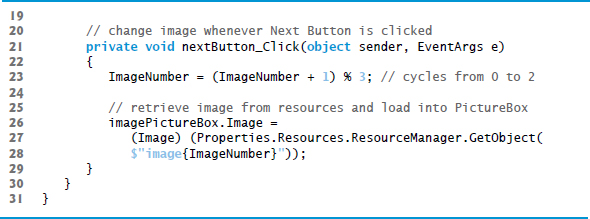 19
20 // change image whenever Next Button is clicked
21 private void nextButton_Click(object sender, EventArgs e)
22 {
23 ImageNumber = (ImageNumber + 1) % 3; // cycles from 0 to 2
24
25 // retrieve image from resources and load into PictureBox
26 imagePictureBox.Image =
27 (Image) (Properties.Resources.ResourceManager.GetObject(
28 $"image{ImageNumber}"));
29 }
30 }
31 }